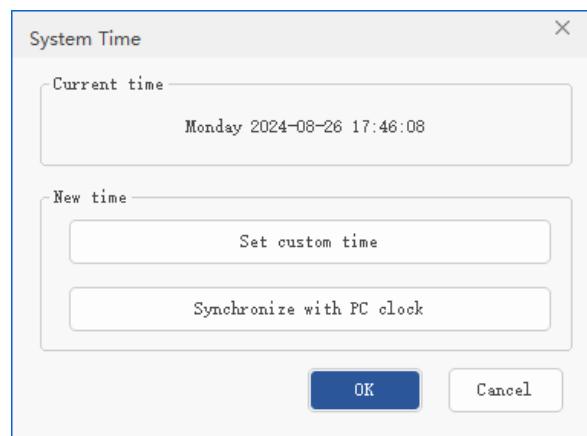 System Time
Current time
Monday 2024-08-26 17:46:08
New time
Set custom time
Synchronize with PC clock
OK
Cancel